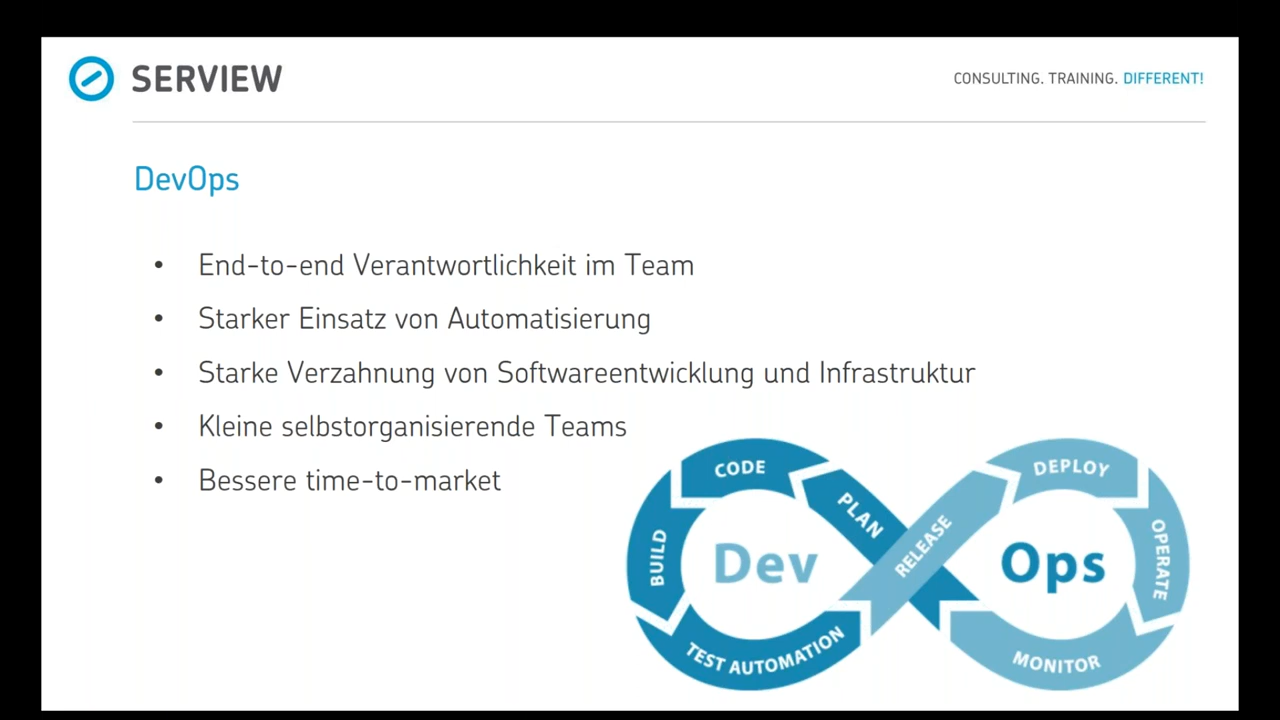 SERVIEW
CONSULTING. TRAINING. DIFFERENT!
DevOps
• End-to-end Verantwortlichkeit im Team
• Starker Einsatz von Automatisierung
• Starke Verzahnung von Softwareentwicklung und Infrastruktur
• Kleine selbstorganisierende Teams
• Bessere time-to-market
CODE
PLAN
BUILD
TEST AUTOMATION
Dev
RELEASE
DEPLOY
OPERATE
MONITOR
Ops